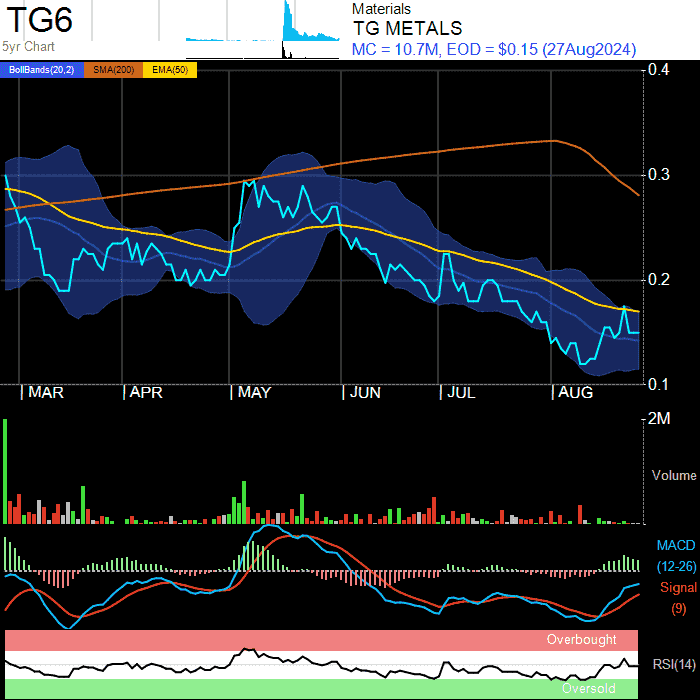 TG6
5yr Chart
Materials
TG METALS
MC = 10.7M, EOD = $0.15 (27Aug2024)
BollBands(20,2) SMA(200) EMA(50)
0.4
0.3
0.2
0.1
| MAR | APR | MAY | JUN | JUL | AUG
2M
Volume
MACD
(12-26)
Signal
(9)
Overbought
RSI(14)
Oversold